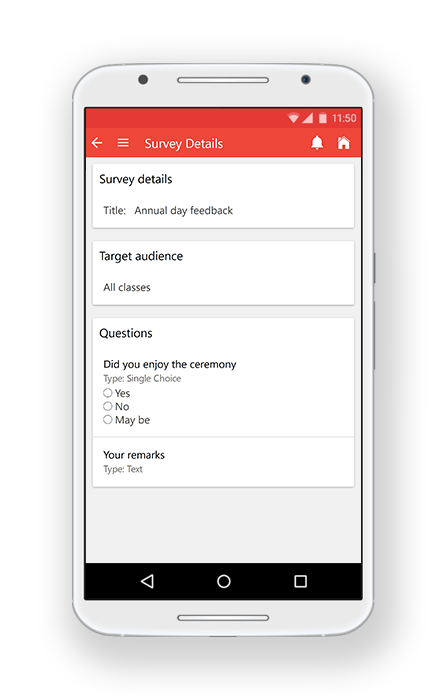 11:50
Survey Details
Survey details
Title: Annual day feedback
Target audience
All classes
Questions
Did you enjoy the ceremony
Type: Single Choice
Yes
No
May be
Your remarks
Type: Text